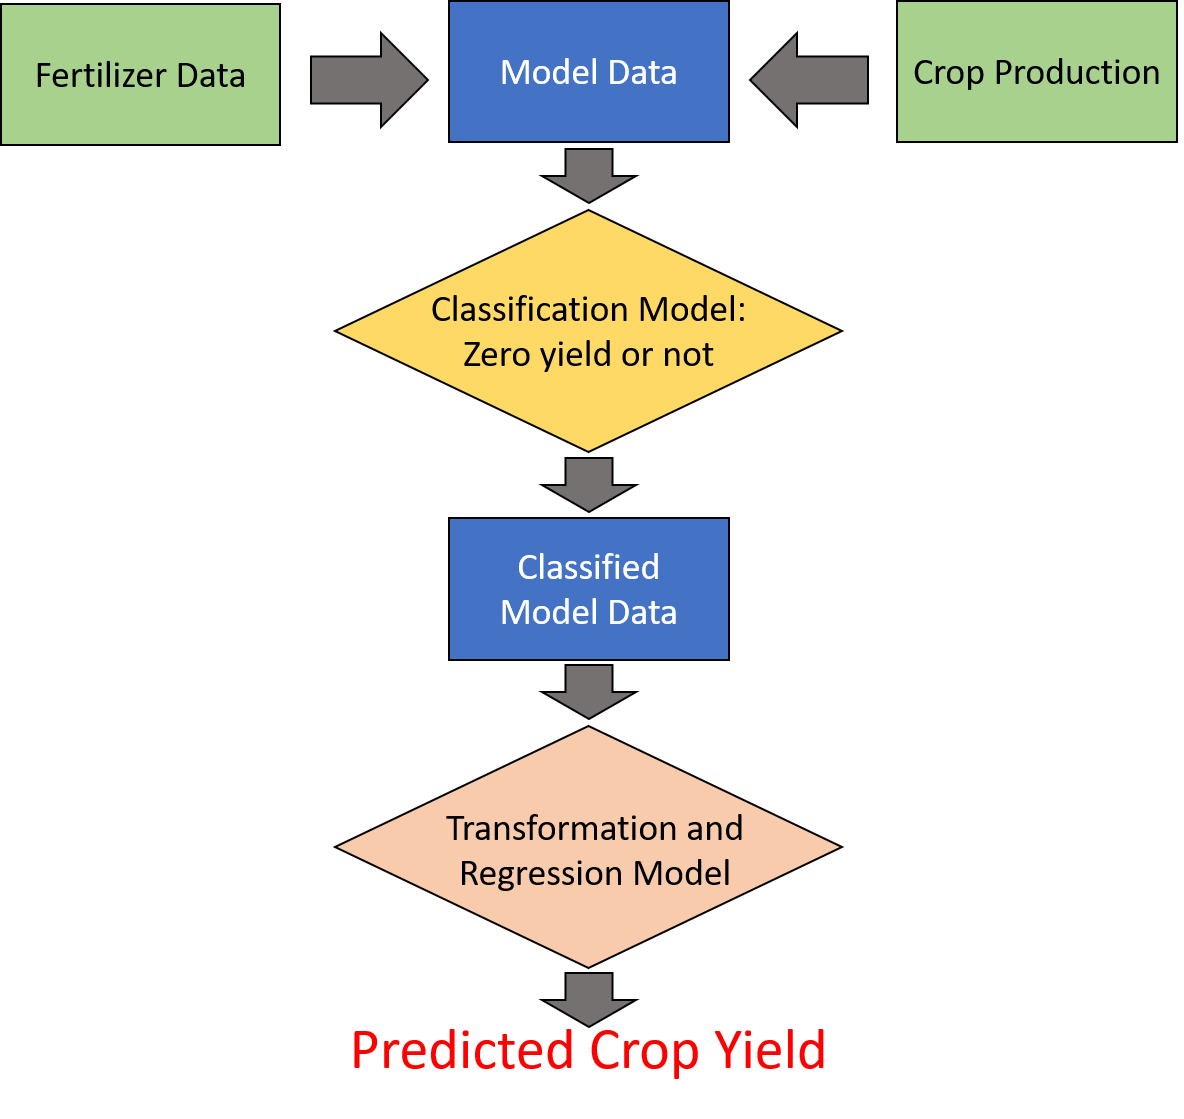 Fertilizer Data
Model Data
Crop Production
Classification Model:
Zero yield or not
Classified
Model Data
Transformation and
Regression Model
Predicted Crop Yield